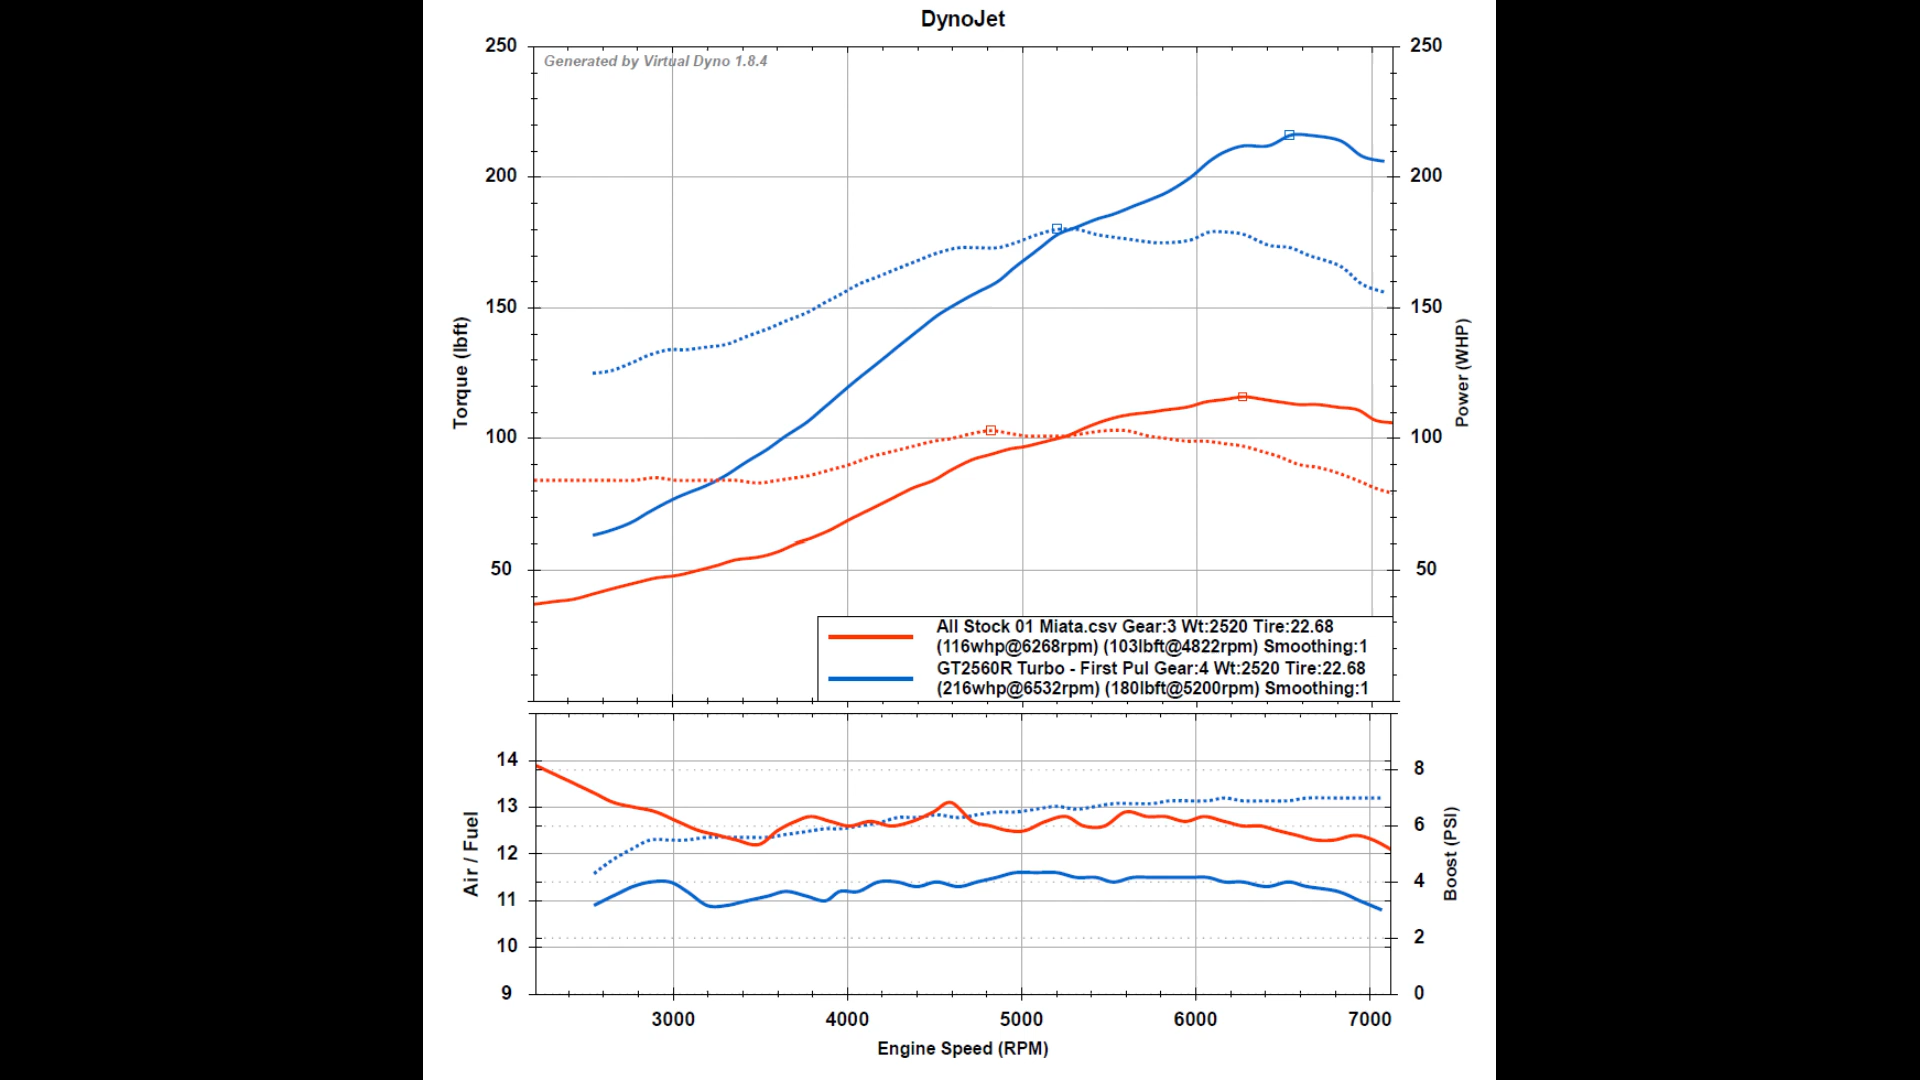 DynoJet
Generated by Virtual Dyno 1.8.4
250
200
150
100
50
Torque (lbft)
250
200
150
100
50
Power (WHP)
All Stock 01 Miata.csv Gear:3 Wt:2520 Tire:22.68
(116whp@6268rpm) (103lbft@4822rpm) Smoothing:1
GT2560R Turbo - First Pul Gear:4 Wt:2520 Tire:22.68
(216whp@6532rpm) (180lbft@5200rpm) Smoothing:1
14
13
12
11
10
9
Air / Fuel
8
6
4
2
0
Boost (PSI)
3000 4000 5000 6000 7000
Engine Speed (RPM)